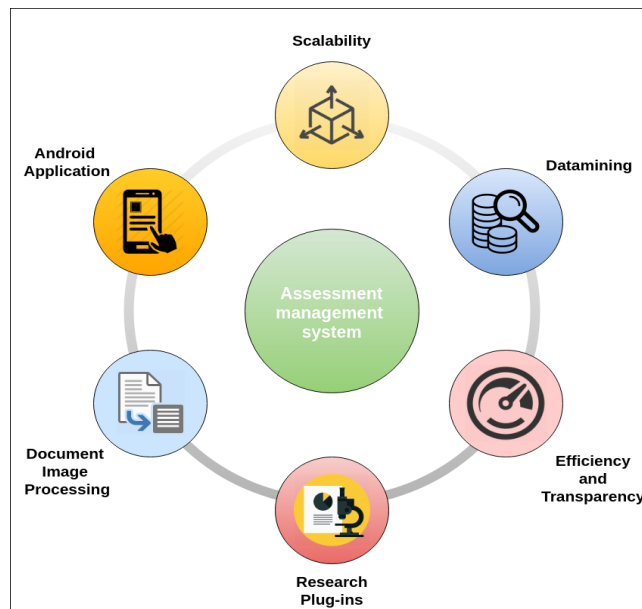 Scalability
Android
Application
Datamining
Assessment
management
system
Document
Image
Processing
Efficiency
and
Transparency
Research
Plug-ins